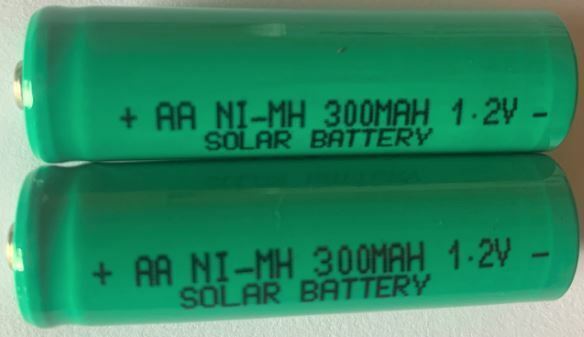 + AA NI-MH 300MAH 1.2V -
SOLAR BATTERY
+ AA NI-MH 300MAH 1.2V -
SOLAR BATTERY